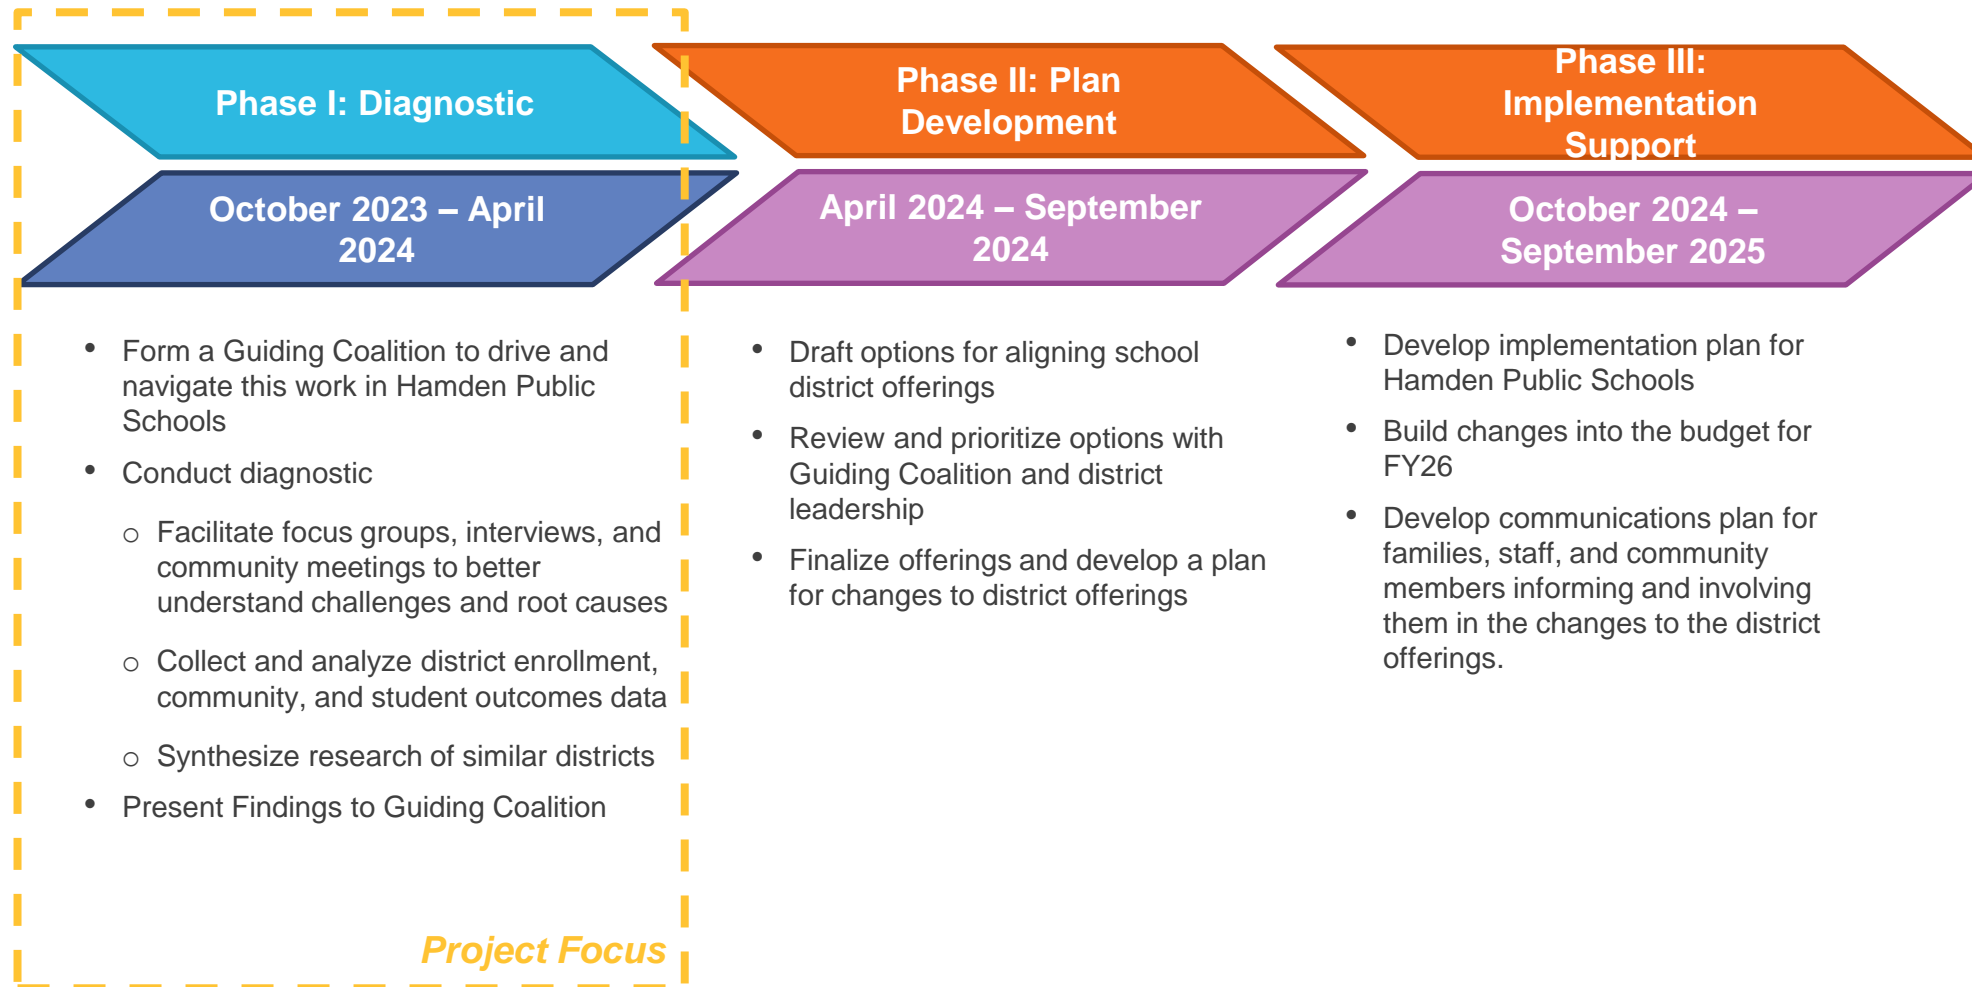 Phase I: Diagnostic
October 2023 – April
2024
• Form a Guiding Coalition to drive and
navigate this work in Hamden Public
Schools
• Conduct diagnostic
o Facilitate focus groups, interviews, and
community meetings to better
understand challenges and root causes
o Collect and analyze district enrollment,
community, and student outcomes data
o Synthesize research of similar districts
• Present Findings to Guiding Coalition
Project Focus
Phase II: Plan
Development
April 2024 – September
2024
• Draft options for aligning school
district offerings
• Review and prioritize options with
Guiding Coalition and district
leadership
• Finalize offerings and develop a plan
for changes to district offerings
Phase III:
Implementation
Support
October 2024 –
September 2025
• Develop implementation plan for
Hamden Public Schools
• Build changes into the budget for
FY26
• Develop communications plan for
families, staff, and community
members informing and involving
them in the changes to the district
offerings.